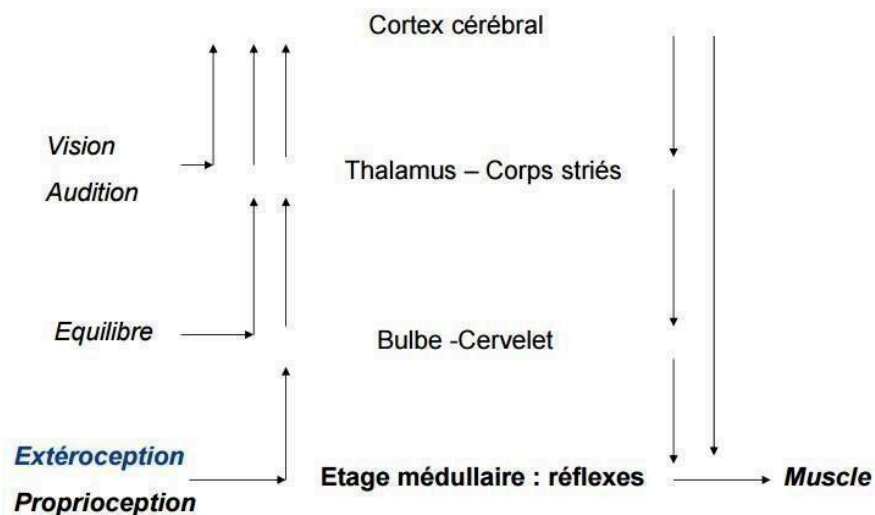 Cortex cérébral
Vision
Audition
Thalamus – Corps striés
Equilibre
Bulbe -Cervelet
Extéroception
Proprioception
Etage médullaire : réflexes
Muscle